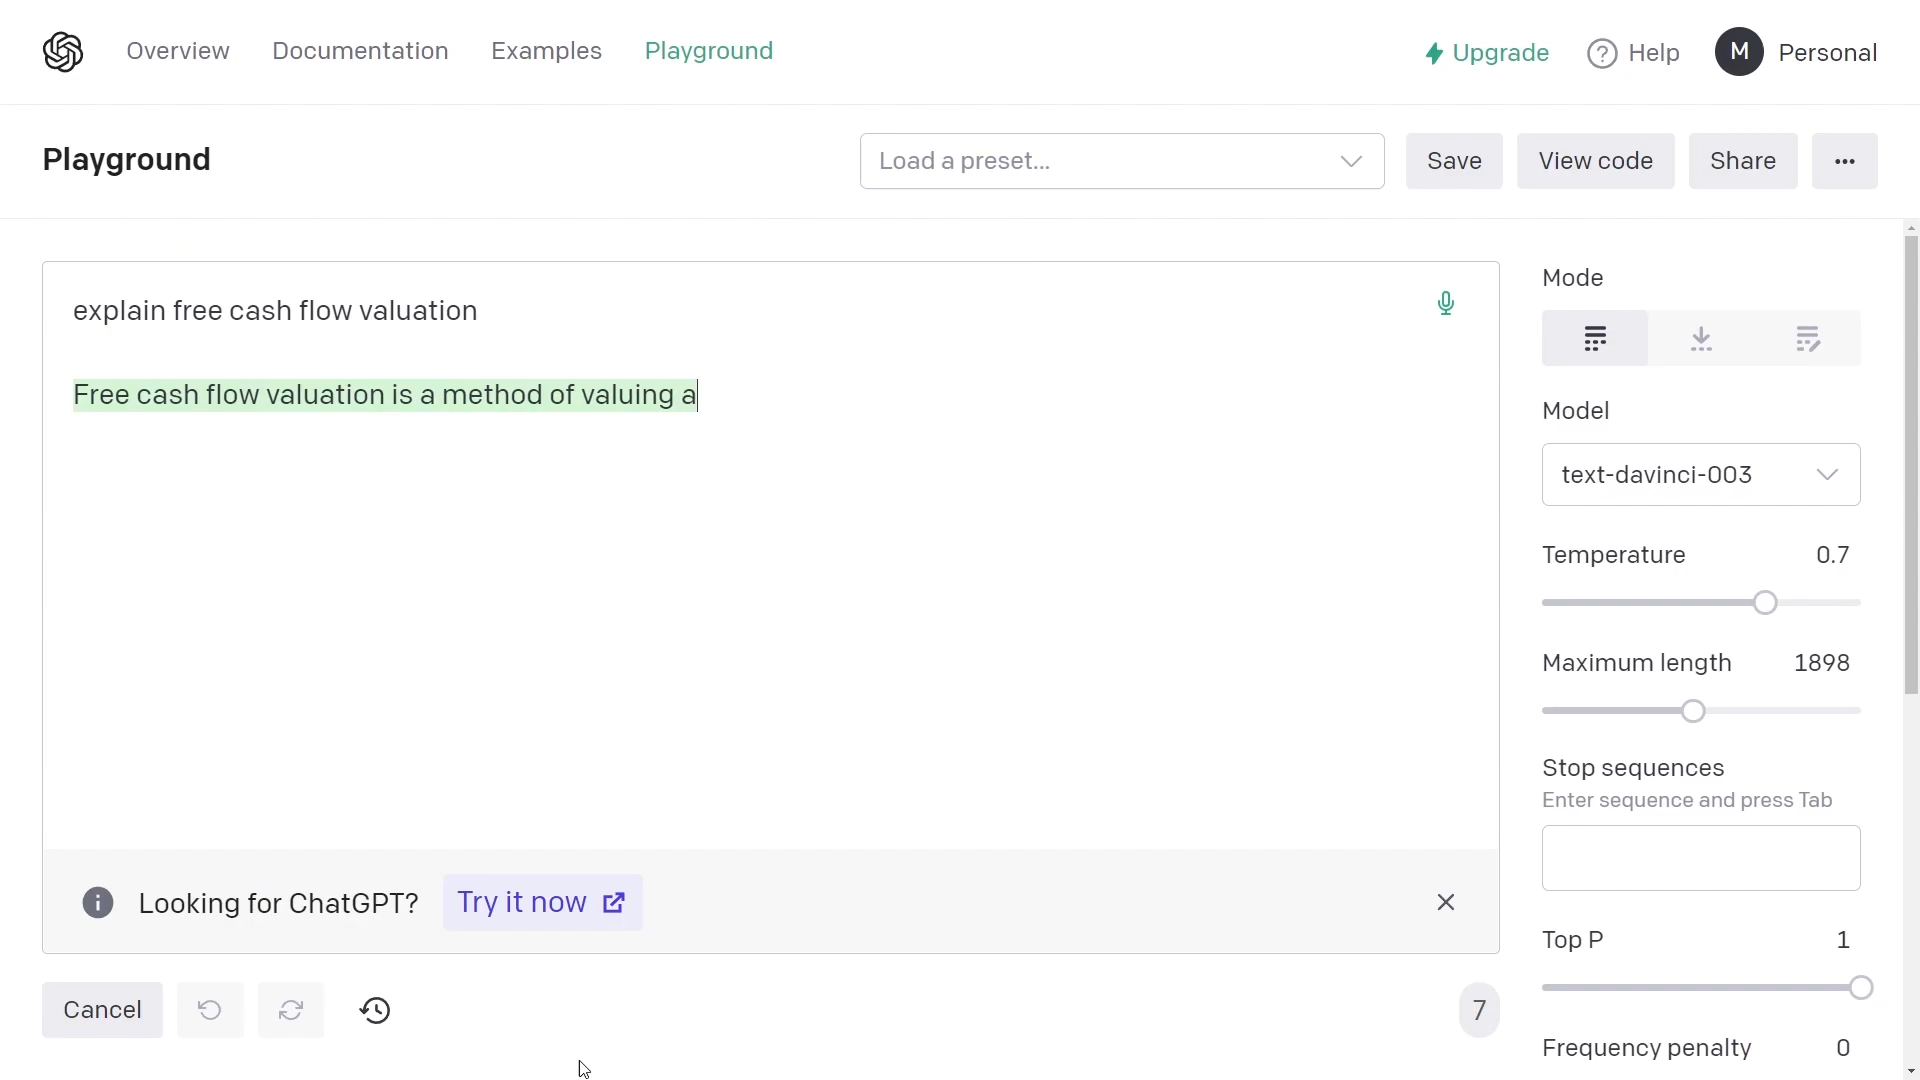 Overview Documentation Examples Playground Upgrade Help M Personal
Playground Load a preset... Save View code Share ...
explain free cash flow valuation
Free cash flow valuation is a method of valuing a
Looking for ChatGPT? Try it now
Cancel 7
Mode
Model
text-davinci-003
Temperature 0.7
Maximum length 1898
Stop sequences
Enter sequence and press Tab
Top P 1
Frequency penalty 0